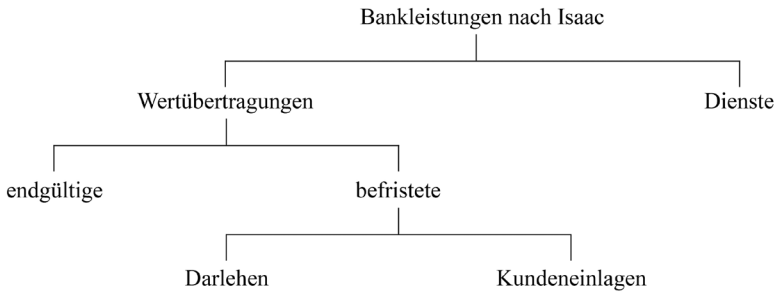 Bankleistungen nach Isaac
Wertübertragungen
Dienste
endgültige
befristete
Darlehen
Kundeneinlagen